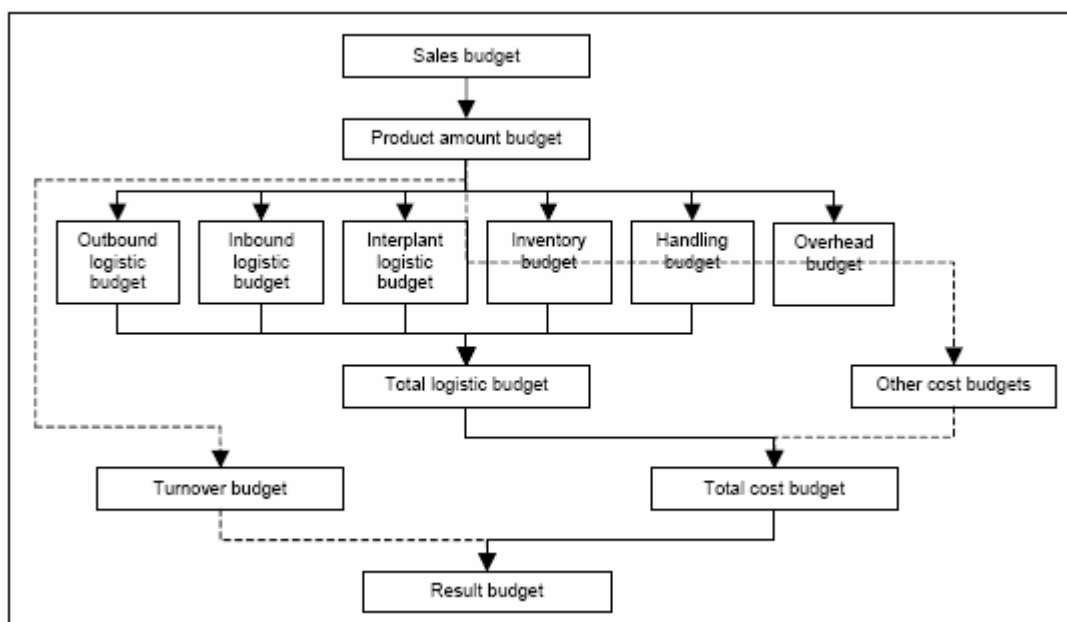 Sales budget
Product amount budget
Outbound
logistic
budget
Inbound
logistic
budget
Interplant
logistic
budget
Inventory
budget
Handling
budget
Overhead
budget
Total logistic budget
Other cost budgets
Turnover budget
Total cost budget
Result budget